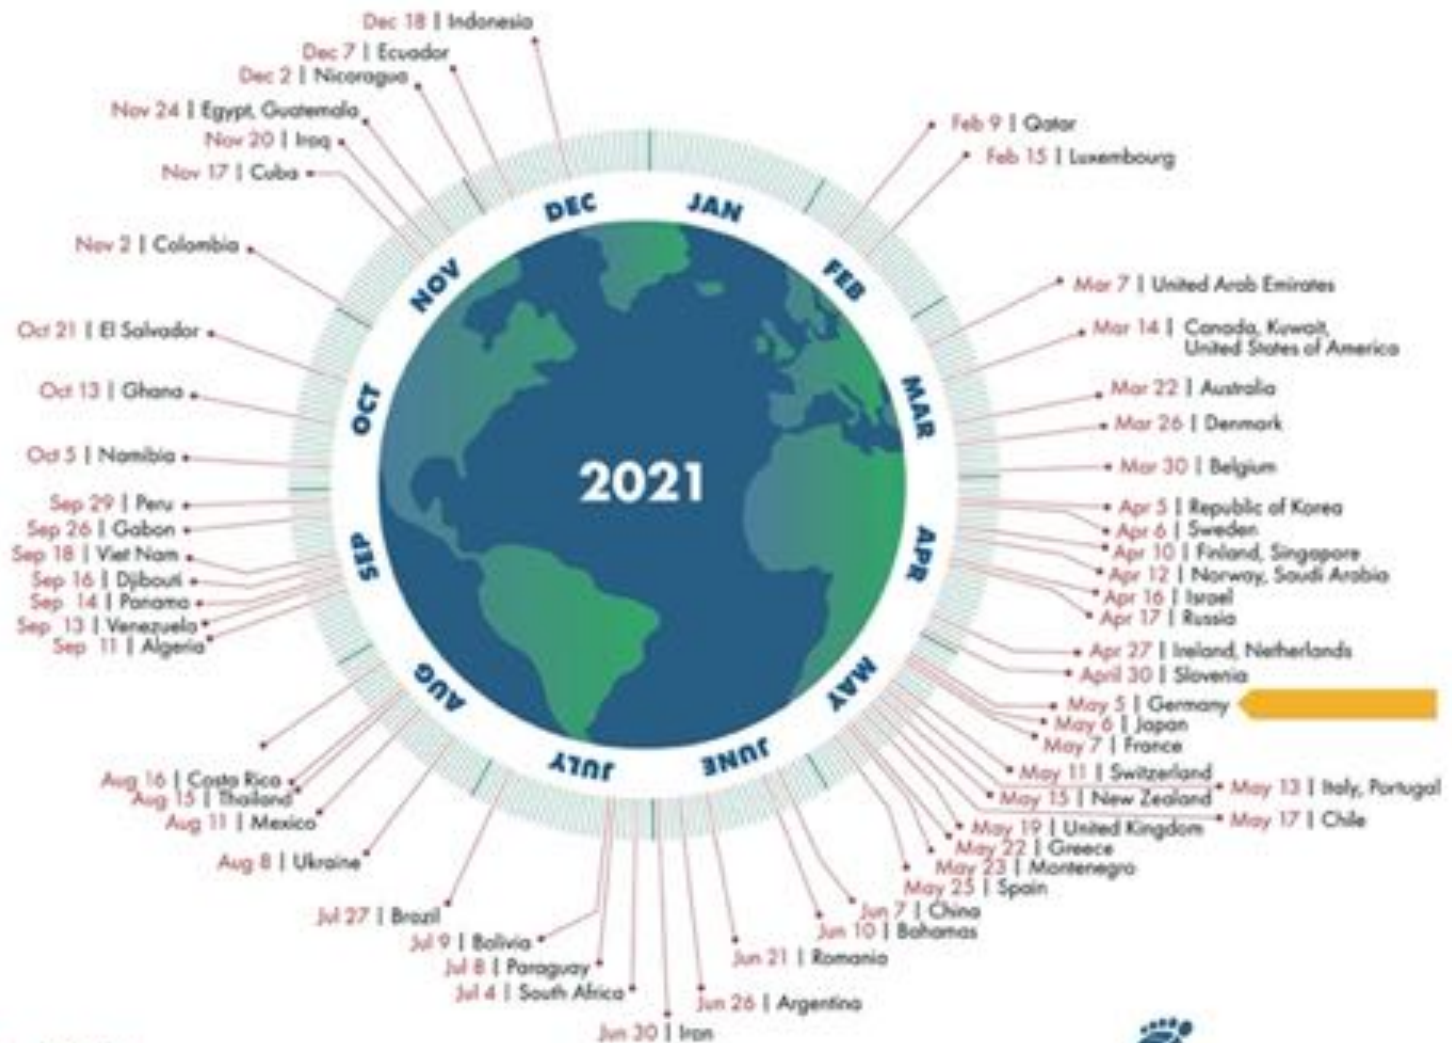 Dec 18 | Indonesia
Dec 7 | Ecuador
Dec 2 | Nicaragua
Nov 24 | Egypt, Guatemala
Nov 20 | Iraq
Nov 17 | Cuba
Nov 2 | Colombia
Oct 21 | El Salvador
Oct 13 | Ghana
Oct 5 | Namibia
Sep 29 | Peru
Sep 26 | Gabon
Sep 18 | Viet Nam
Sep 16 | Djibouti
Sep 14 | Panama
Sep 13 | Venezuela
Sep 11 | Algeria
Aug 16 | Costa Rica
Aug 15 | Thailand
Aug 11 | Mexico
Aug 8 | Ukraine
Jul 27 | Brazil
Jul 9 | Bolivia
Jul 8 | Paraguay
Jul 4 | South Africa
Jun 30 | Iran
JAN
FEB
MAR
APR
MAY
JUNE
JULY
AUG
SEP
OCT
NOV
DEC
2021
Feb 9 | Qatar
Feb 15 | Luxembourg
Mar 7 | United Arab Emirates
Mar 14 | Canada, Kuwait,
United States of America
Mar 22 | Australia
Mar 26 | Denmark
Mar 30 | Belgium
Apr 5 | Republic of Korea
Apr 6 | Sweden
Apr 10 | Finland, Singapore
Apr 12 | Norway, Saudi Arabia
Apr 16 | Israel
Apr 17 | Russia
Apr 27 | Ireland, Netherlands
April 30 | Slovenia
May 5 | Germany
May 6 | Japan
May 7 | France
May 11 | Switzerland
May 13 | Italy, Portugal
May 15 | New Zealand
May 17 | Chile
May 19 | United Kingdom
May 22 | Greece
May 23 | Montenegro
May 25 | Spain
Jun 7 | China
Jun 10 | Bahamas
Jun 21 | Romania
Jun 26 | Argentina